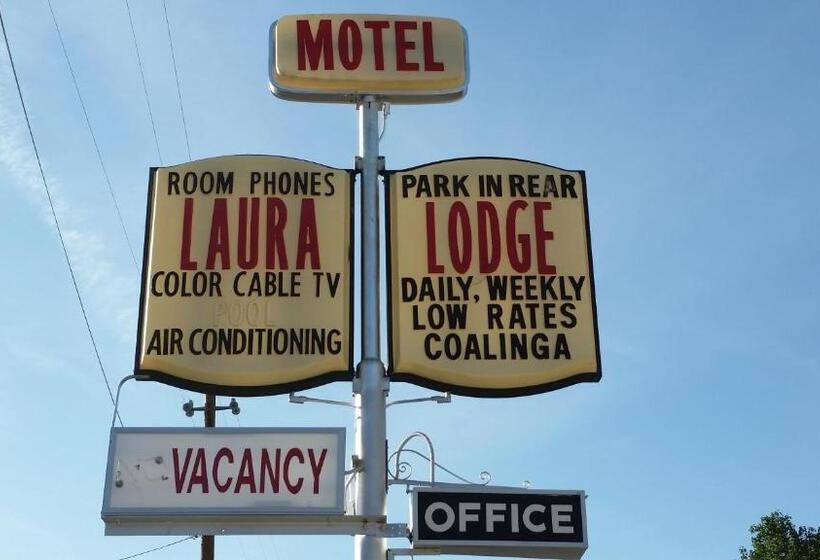 MOTEL
ROOM PHONES
LAURA
COLOR CABLE TV
POOL
AIR CONDITIONING
PARK IN REAR
LODGE
DAILY, WEEKLY
LOW RATES
COALINGA
VACANCY
OFFICE